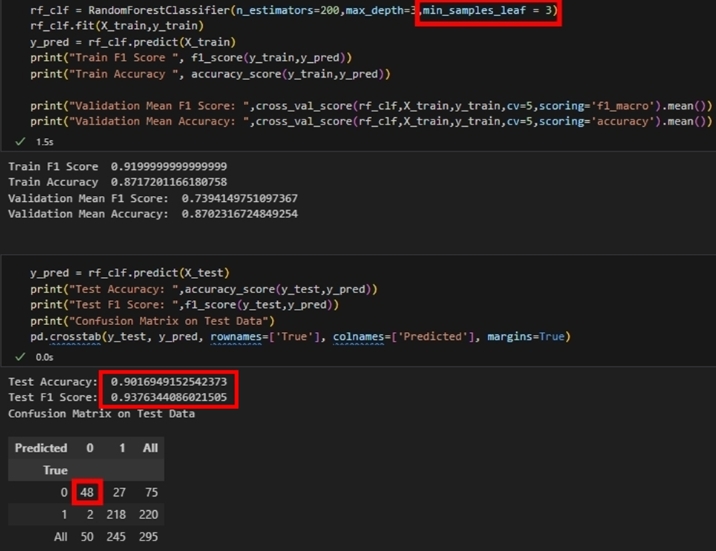 rf_clf = RandomForestClassifier(n_estimators=200,max_depth=3,min_samples_leaf = 3)
rf_clf.fit(X_train,y_train)
y_pred = rf_clf.predict(X_train)
print("Train F1 Score ", f1_score(y_train,y_pred))
print("Train Accuracy ", accuracy_score(y_train,y_pred))
print("Validation Mean F1 Score: ",cross_val_score(rf_clf,X_train,y_train,cv=5,scoring='f1_macro').mean())
print("Validation Mean Accuracy: ",cross_val_score(rf_clf,X_train,y_train,cv=5,scoring='accuracy').mean())
✓ 1.5s
Train F1 Score 0.9199999999999999
Train Accuracy 0.8717201166180758
Validation Mean F1 Score: 0.7394149751097367
Validation Mean Accuracy: 0.8702316724849254
y_pred = rf_clf.predict(X_test)
print("Test Accuracy: ",accuracy_score(y_test,y_pred))
print("Test F1 Score: ",f1_score(y_test,y_pred))
print("Confusion Matrix on Test Data")
pd.crosstab(y_test, y_pred, rownames=['True'], colnames=['Predicted'], margins=True)
✓ 0.0s
Test Accuracy: 0.9016949152542373
Test F1 Score: 0.9376344086021505
Confusion Matrix on Test Data
Predicted 0 1 All
True
0 48 27 75
1 2 218 220
All 50 245 295